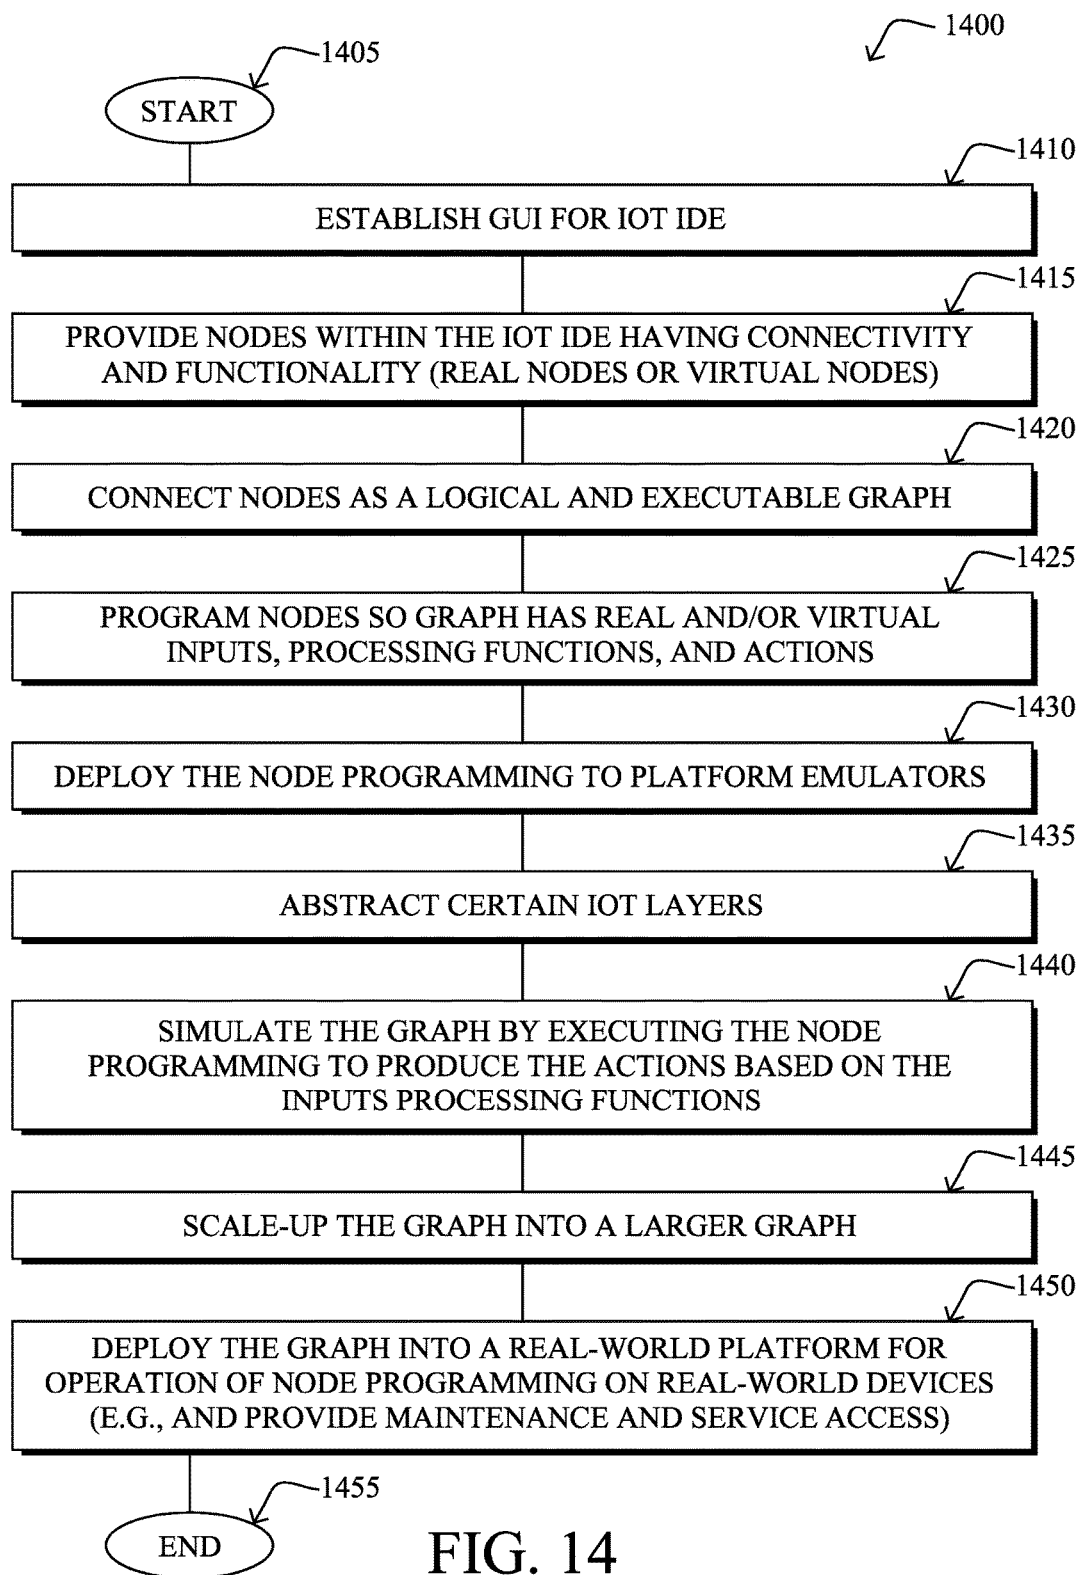 1400
1405
START
1410
ESTABLISH GUI FOR IOT IDE
1415
PROVIDE NODES WITHIN THE IOT IDE HAVING CONNECTIVITY
AND FUNCTIONALITY (REAL NODES OR VIRTUAL NODES)
1420
CONNECT NODES AS A LOGICAL AND EXECUTABLE GRAPH
1425
PROGRAM NODES SO GRAPH HAS REAL AND/OR VIRTUAL
INPUTS, PROCESSING FUNCTIONS, AND ACTIONS
1430
DEPLOY THE NODE PROGRAMMING TO PLATFORM EMULATORS
1435
ABSTRACT CERTAIN IOT LAYERS
1440
SIMULATE THE GRAPH BY EXECUTING THE NODE
PROGRAMMING TO PRODUCE THE ACTIONS BASED ON THE
INPUTS PROCESSING FUNCTIONS
1445
SCALE-UP THE GRAPH INTO A LARGER GRAPH
1450
DEPLOY THE GRAPH INTO A REAL-WORLD PLATFORM FOR
OPERATION OF NODE PROGRAMMING ON REAL-WORLD DEVICES
(E.G., AND PROVIDE MAINTENANCE AND SERVICE ACCESS)
1455
END
FIG. 14